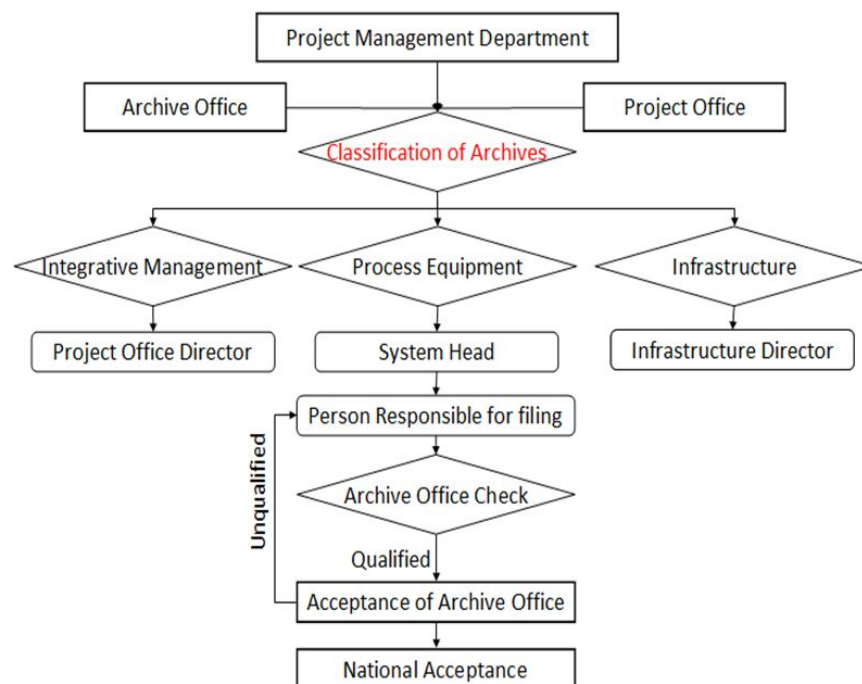 Project Management Department
Archive Office
Project Office
Classification of Archives
Integrative Management
Process Equipment
Infrastructure
Project Office Director
System Head
Infrastructure Director
Person Responsible for filing
Unqualified
Archive Office Check
Qualified
Acceptance of Archive Office
National Acceptance